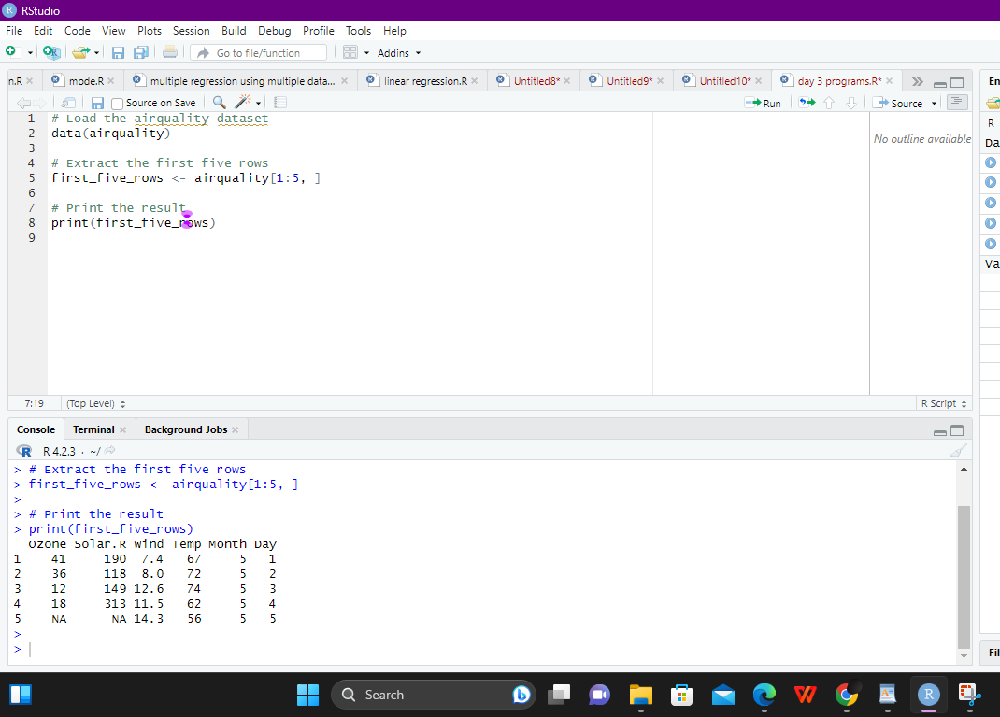 RStudio
File Edit Code View Plots Session Build Debug Profile Tools Help
Go to file/function Addins
n.R mode.R multiple regression using multiple data... linear regression.R Untitled8* Untitled9* Untitled10* day 3 programs.R* En
Source on Save Run Source R
1 # Load the airquality dataset
2 data(airquality)
3
4 # Extract the first five rows
5 first_five_rows <- airquality[1:5, ]
6
7 # Print the result
8 print(first_five_rows)
9
No outline available
Da
Va
7:19 (Top Level) R Script
Console Terminal Background Jobs
R 4.2.3 · ~/
> # Extract the first five rows
> first_five_rows <- airquality[1:5, ]
>
> # Print the result
> print(first_five_rows)
Ozone Solar.R Wind Temp Month Day
1 41 190 7.4 67 5 1
2 36 118 8.0 72 5 2
3 12 149 12.6 74 5 3
4 18 313 11.5 62 5 4
5 NA NA 14.3 56 5 5
>
>
Fil
Search